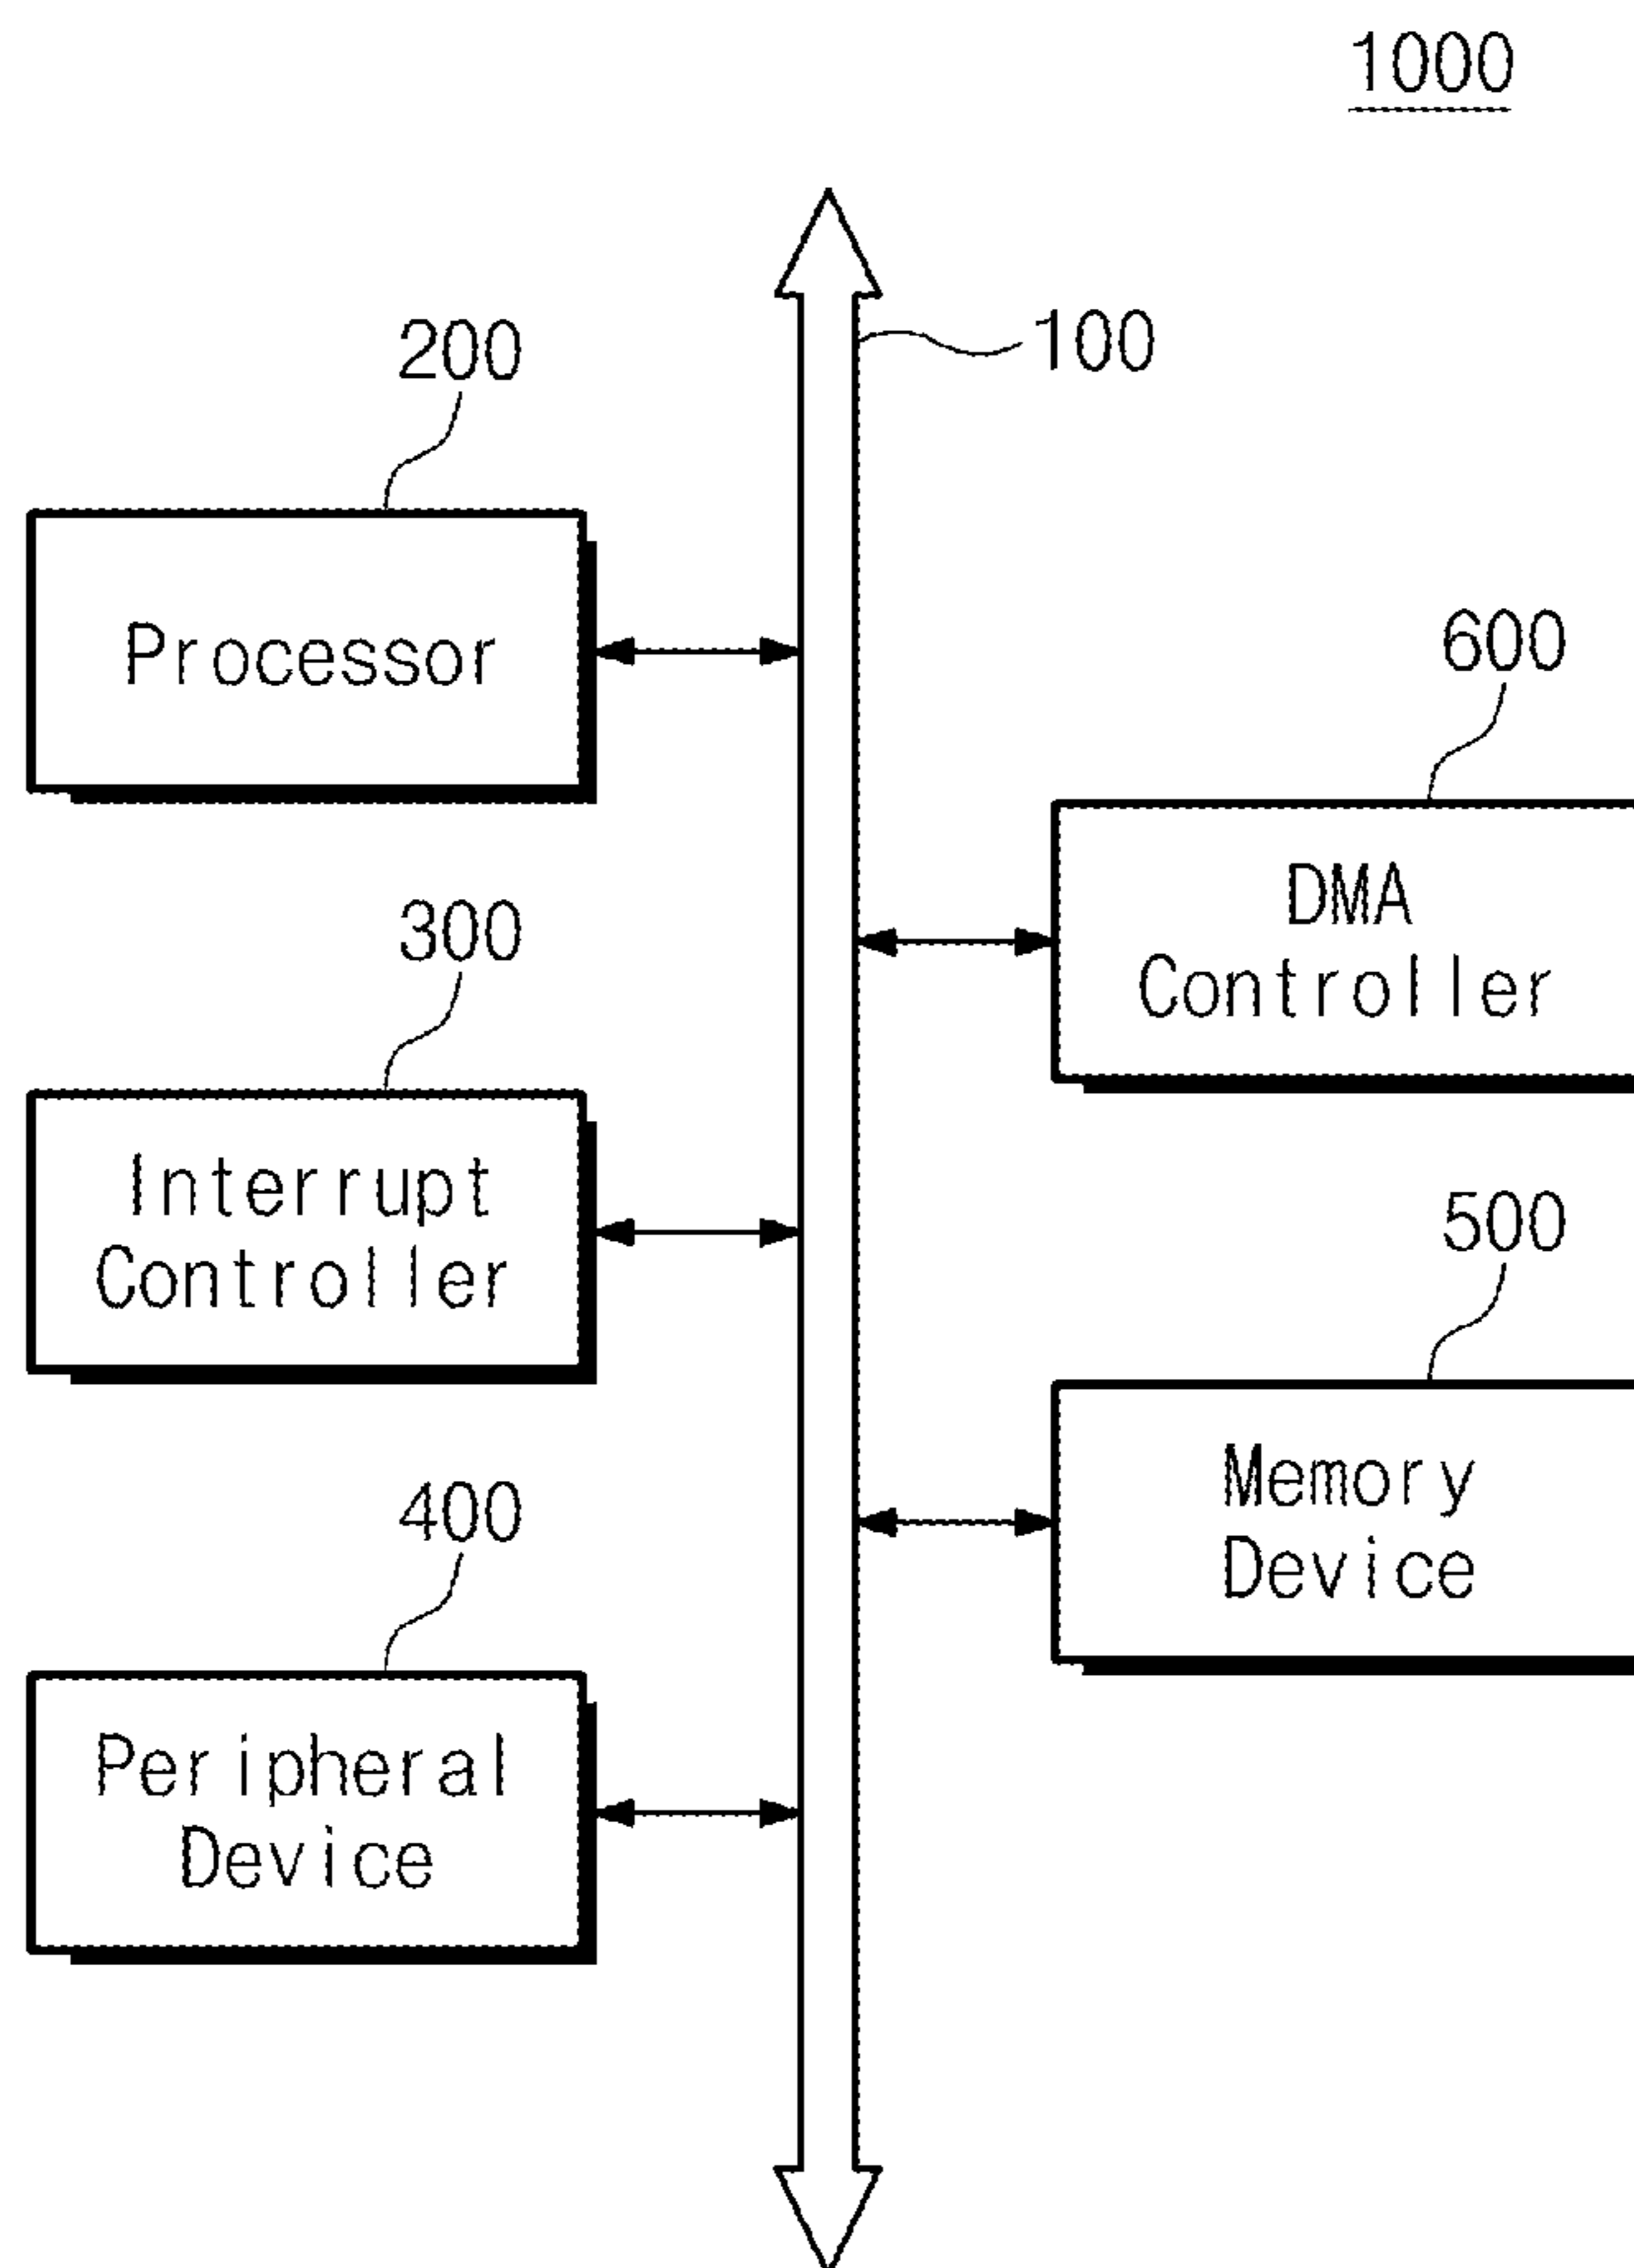 1000
100
200
Processor
600
DMA
Controller
300
Interrupt
Controller
500
Memory
Device
400
Peripheral
Device